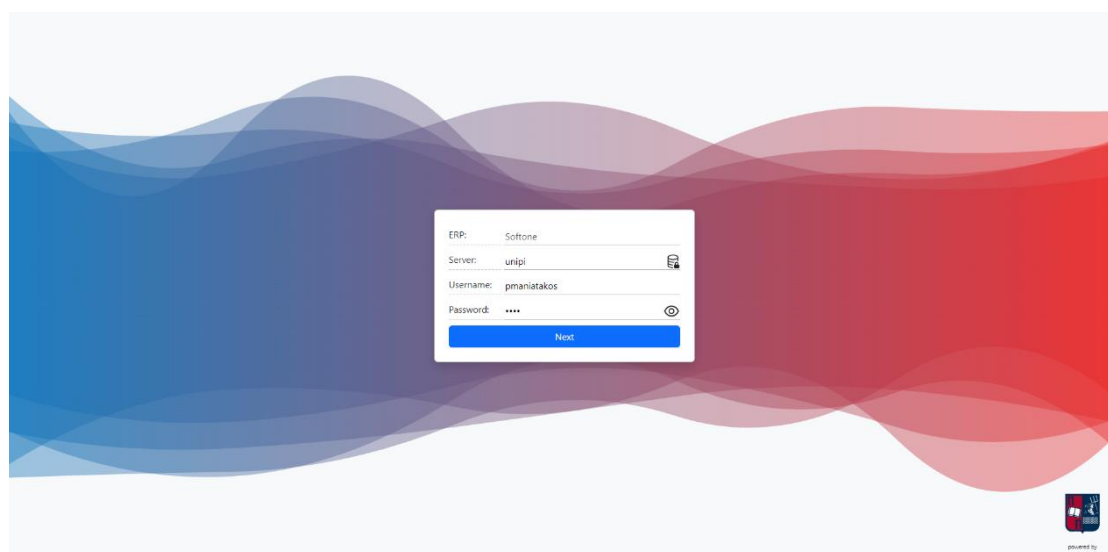 ERP: Softone
Server: unipi
Username: pmaniatakos
Password: ••••
Next
powered by